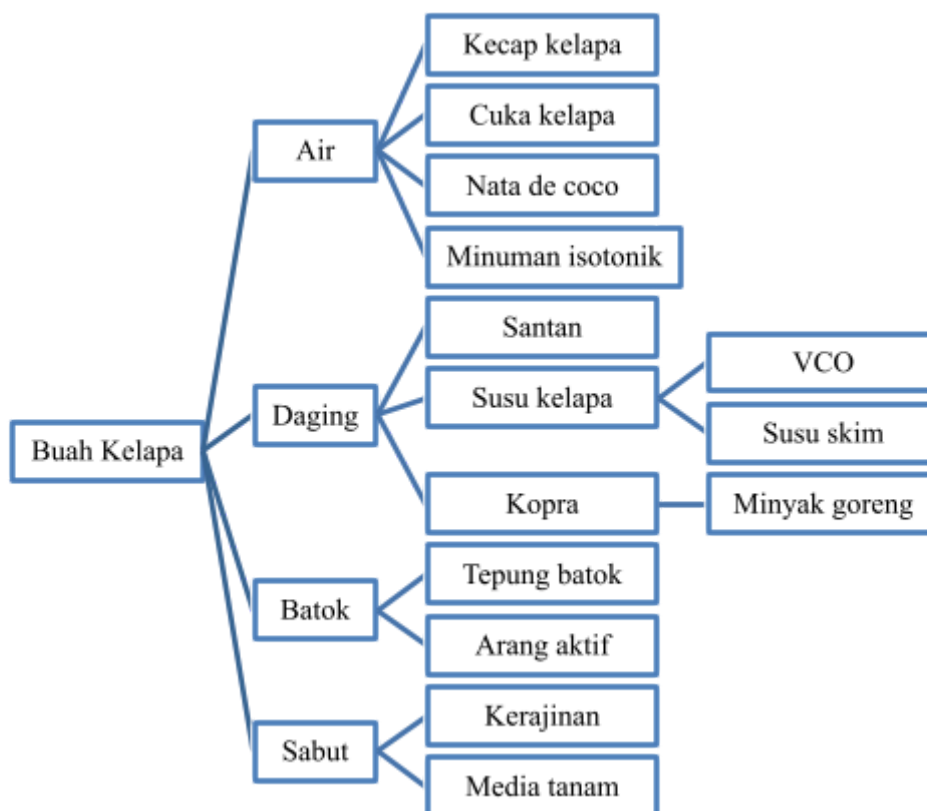 Kecap kelapa
Cuka kelapa
Air
Nata de coco
Minuman isotonik
Santan
VCO
Susu kelapa
Daging
Susu skim
Buah Kelapa
Kopra
Minyak goreng
Tepung batok
Batok
Arang aktif
Kerajinan
Sabut
Media tanam